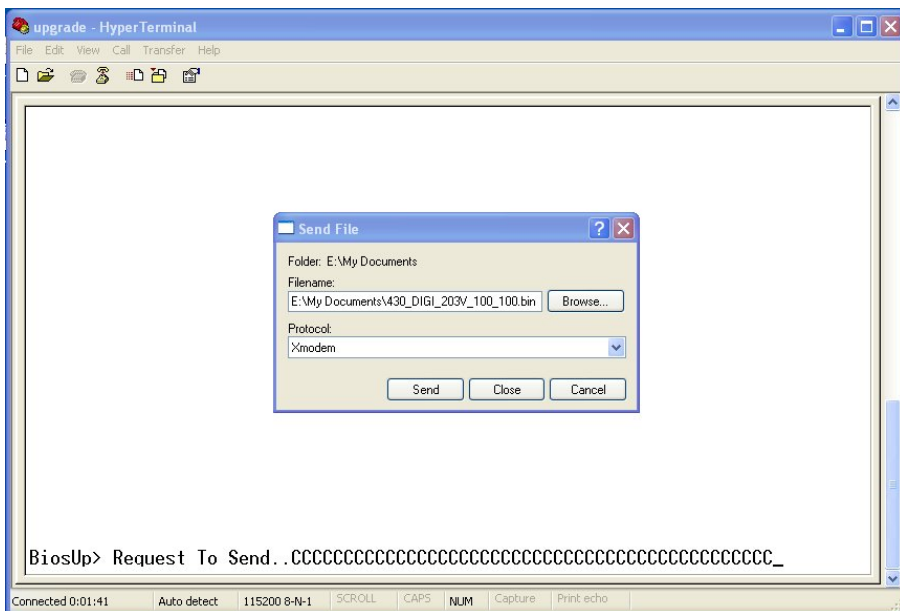 upgrade - HyperTerminal
File Edit View Call Transfer Help
Send File
Folder: E:\My Documents
Filename:
E:\My Documents\430_DIGI_203V_100_100.bin Browse...
Protocol:
Xmodem
Send Close Cancel
BiosUp> Request To Send..CCCCCCCCCCCCCCCCCCCCCCCCCCCCCCCCCCCCCCCCCCCCCC_
Connected 0:01:41 Auto detect 115200 8-N-1 SCROLL CAPS NUM Capture Print echo